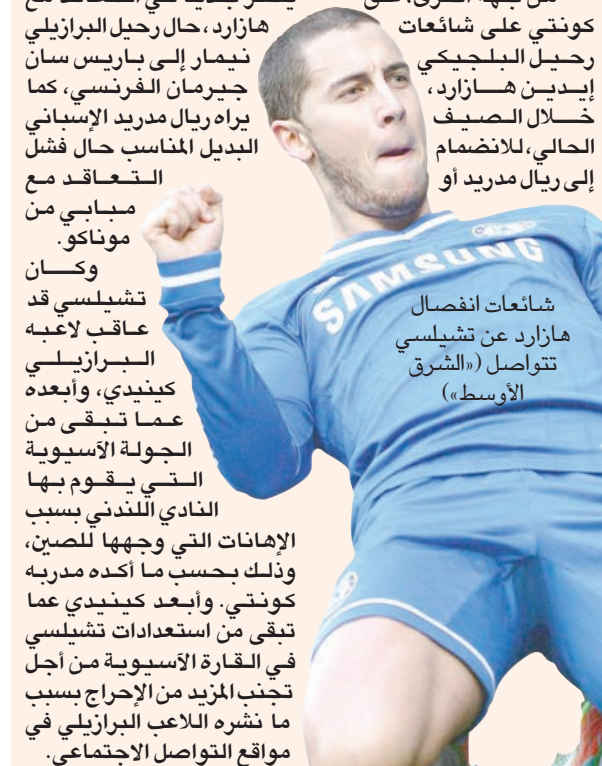 كونتي على شائعات
رحيل البلجيكي
إيدين هازارد،
خلال الصيف
الحالي، للانضمام
إلى ريال مدريد أو
هازارد، حال رحيل البرازيلي
نيمار إلى باريس سان
جيرمان الفرنسي، كما
يراه ريال مدريد الإسباني
البديل المناسب حال فشل
التعاقد مع
مبابي من
موناكو.
وكان
تشيلسي قد
عاقب لاعبه
البرازيلي
كينيدي، وأبعده
عما تبقى من
الجولة الآسيوية
التي يقوم بها
النادي اللندني بسبب
الإهانات التي وجهها للصين،
وذلك بحسب ما أكده مدربه
كونتي. وأبعد كينيدي عما
تبقى من استعدادات تشيلسي
في القارة الآسيوية من أجل
تجنب المزيد من الإحراج بسبب
ما نشره اللاعب البرازيلي في
مواقع التواصل الاجتماعي.
SAMSUNG
شائعات انفصال
هازارد عن تشيلسي
تتواصل («الشرق
الأوسط»)